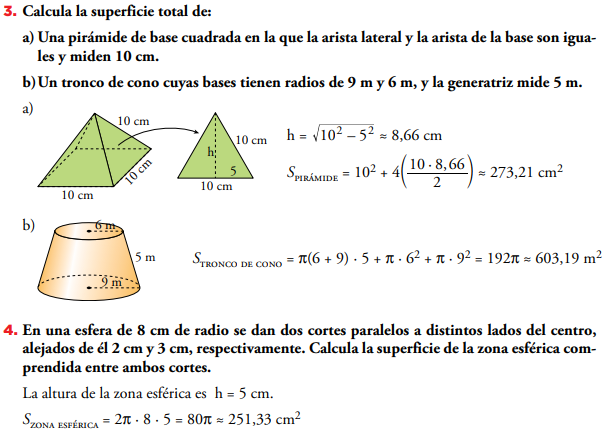 3. Calcula la superficie total de:
a) Una pirámide de base cuadrada en la que la arista lateral y la arista de la base son igua-
les y miden 10 cm.
b) Un tronco de cono cuyas bases tienen radios de 9 m y 6 m, y la generatriz mide 5 m.
a)
10 cm
10 cm
10 cm
10 cm
h
5
10 cm
h = √(10² – 5²) ≈ 8,66 cm
S_PIRÁMIDE = 10² + 4((10 · 8,66)/2) ≈ 273,21 cm²
b)
6 m
5 m
9 m
S_TRONCO DE CONO = π(6 + 9) · 5 + π · 6² + π · 9² = 192π ≈ 603,19 m²
4. En una esfera de 8 cm de radio se dan dos cortes paralelos a distintos lados del centro,
alejados de él 2 cm y 3 cm, respectivamente. Calcula la superficie de la zona esférica com-
prendida entre ambos cortes.
La altura de la zona esférica es h = 5 cm.
S_ZONA ESFÉRICA = 2π · 8 · 5 = 80π ≈ 251,33 cm²